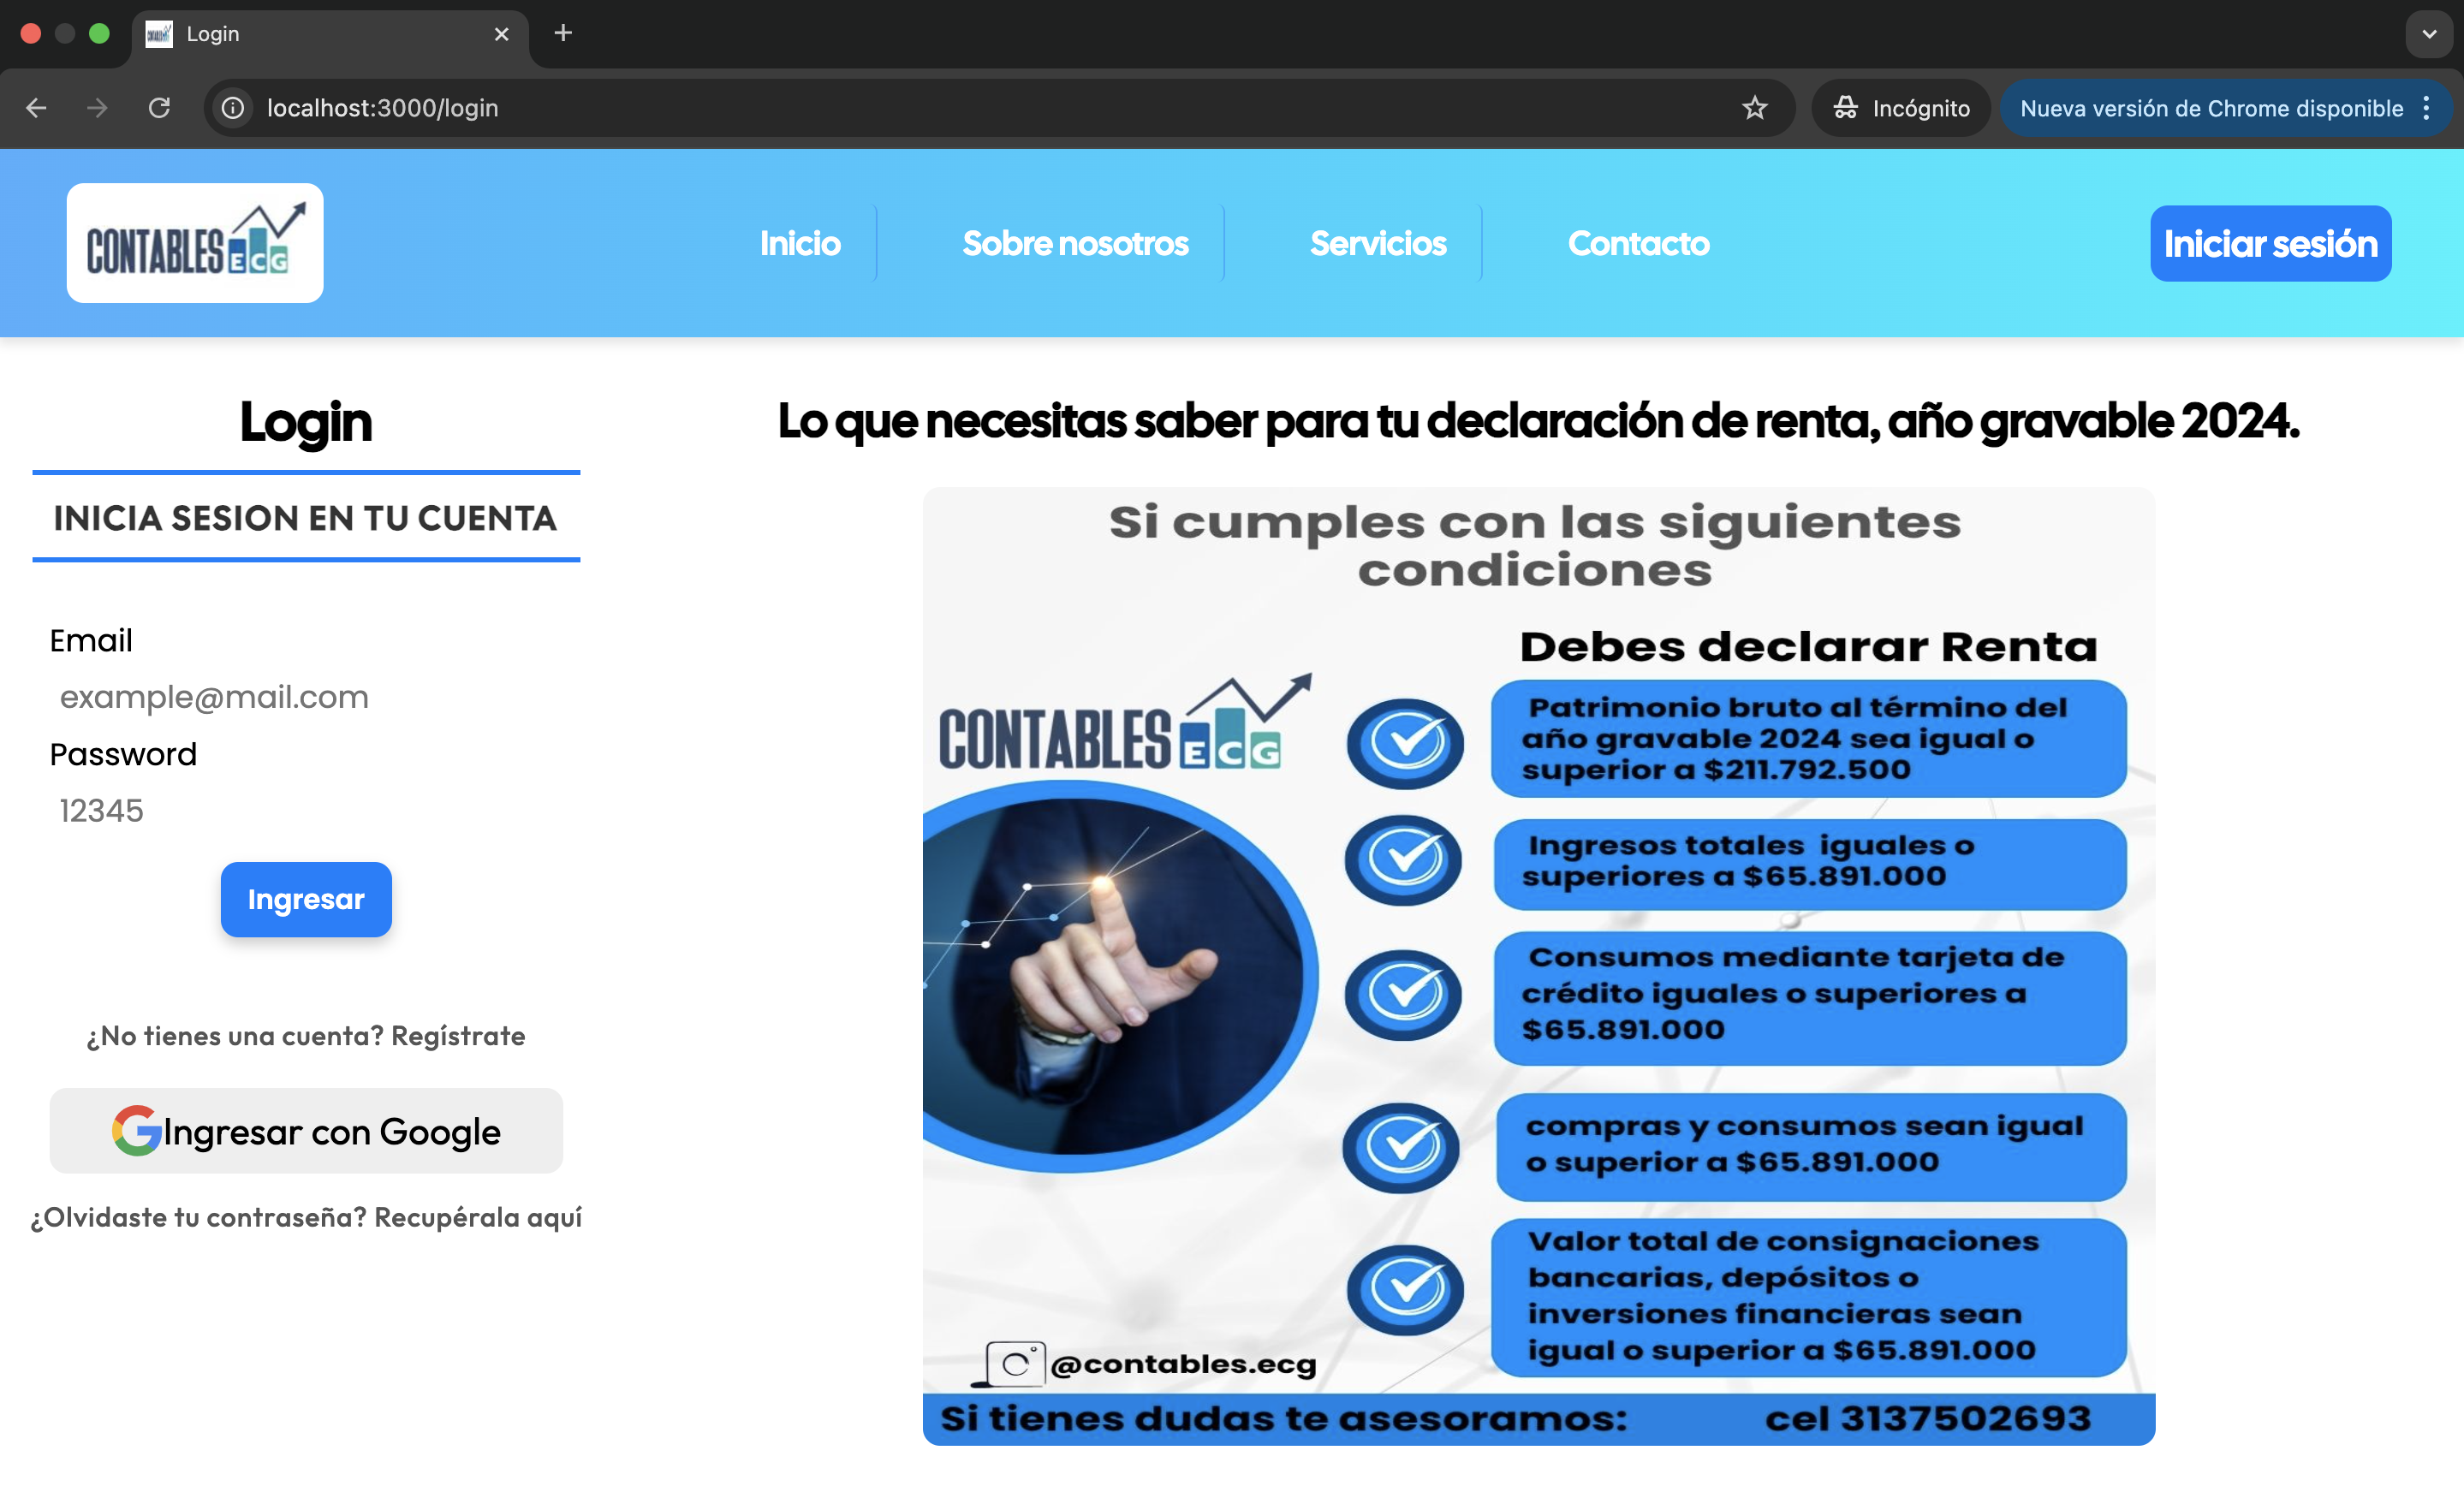 Login
localhost:3000/login
Incógnito
Nueva versión de Chrome disponible
CONTABLES ECG
Inicio
Sobre nosotros
Servicios
Contacto
Iniciar sesión
Login
INICIA SESION EN TU CUENTA
Email
example@mail.com
Password
12345
Ingresar
¿No tienes una cuenta? Regístrate
Ingresar con Google
¿Olvidaste tu contraseña? Recupérala aquí
Lo que necesitas saber para tu declaración de renta, año gravable 2024.
Si cumples con las siguientes
condiciones
Debes declarar Renta
CONTABLES ECG
Patrimonio bruto al término del
año gravable 2024 sea igual o
superior a $211.792.500
Ingresos totales iguales o
superiores a $65.891.000
Consumos mediante tarjeta de
crédito iguales o superiores a
$65.891.000
compras y consumos sean igual
o superior a $65.891.000
Valor total de consignaciones
bancarias, depósitos o
inversiones financieras sean
igual o superior a $65.891.000
@contables.ecg
Si tienes dudas te asesoramos: cel 3137502693